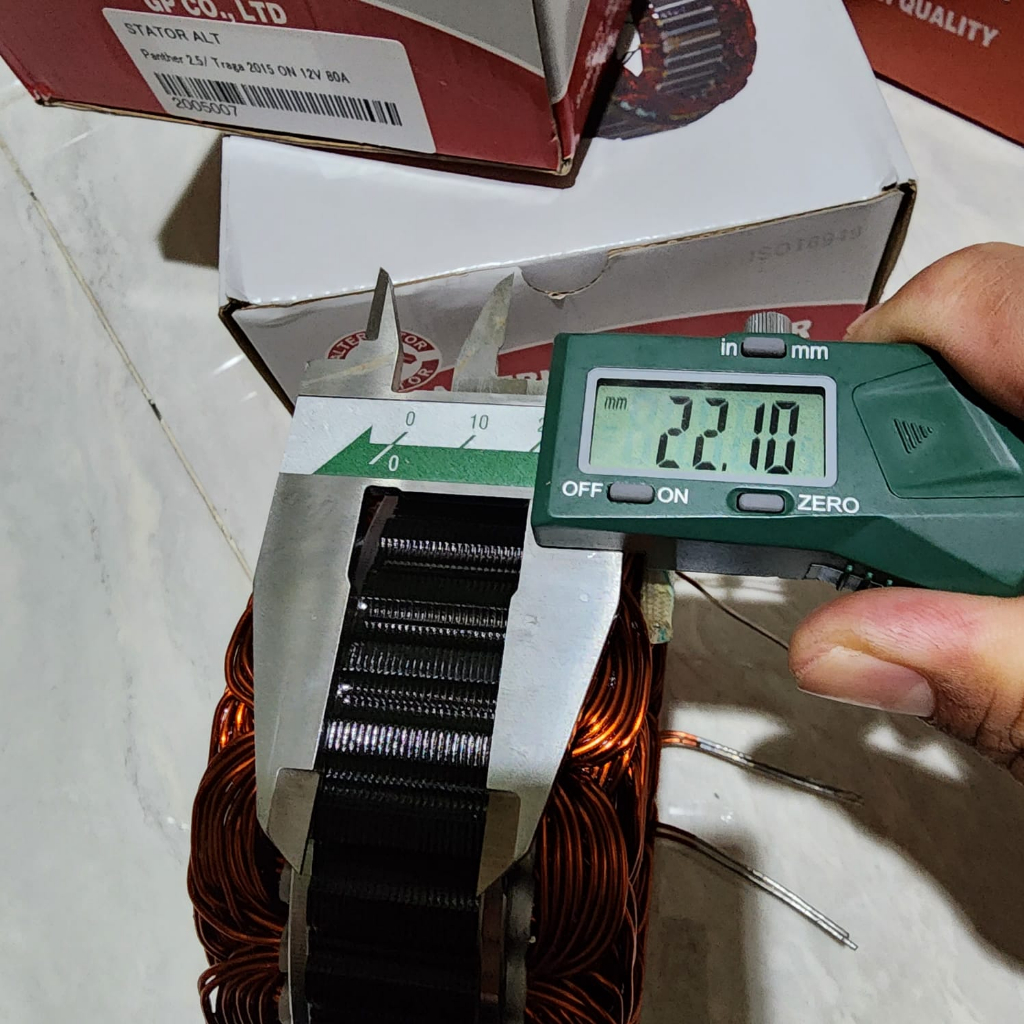 GP CO., LTD
STATOR ALT
Panther 2.5/ Traga 2015 ON 12V 80A
2005007
QUALITY
ISO16949
in mm
mm
22.10
OFF ON
ZERO
0 10
0